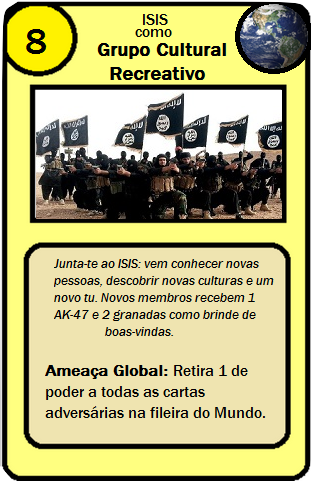 8
ISIS
como
Grupo Cultural
Recreativo
Junta-te ao ISIS: vem conhecer novas
pessoas, descobrir novas culturas e um
novo tu. Novos membros recebem 1
AK-47 e 2 granadas como brinde de
boas-vindas.
Ameaça Global: Retira 1 de
poder a todas as cartas
adversárias na fileira do Mundo.